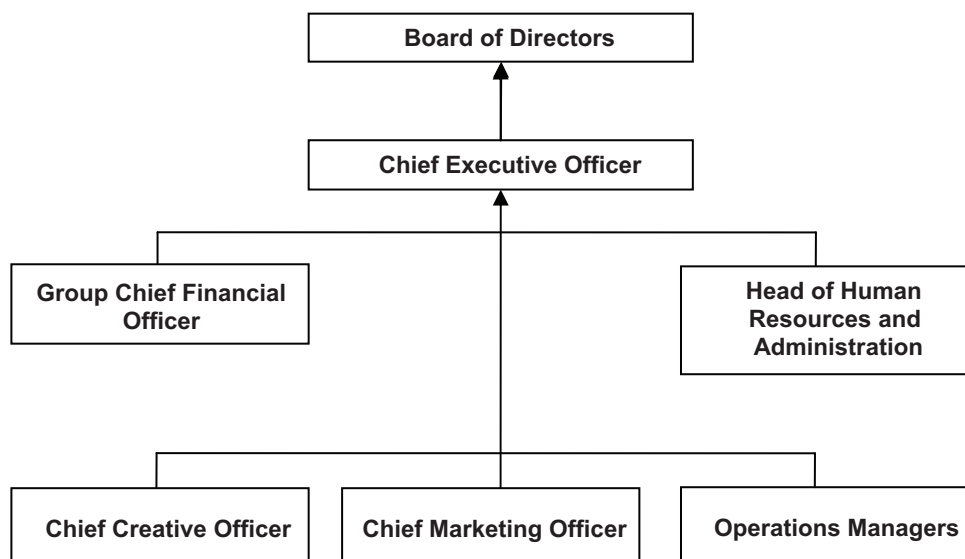 Board of Directors
Chief Executive Officer
Group Chief Financial
Officer
Head of Human
Resources and
Administration
Chief Creative Officer
Chief Marketing Officer
Operations Managers